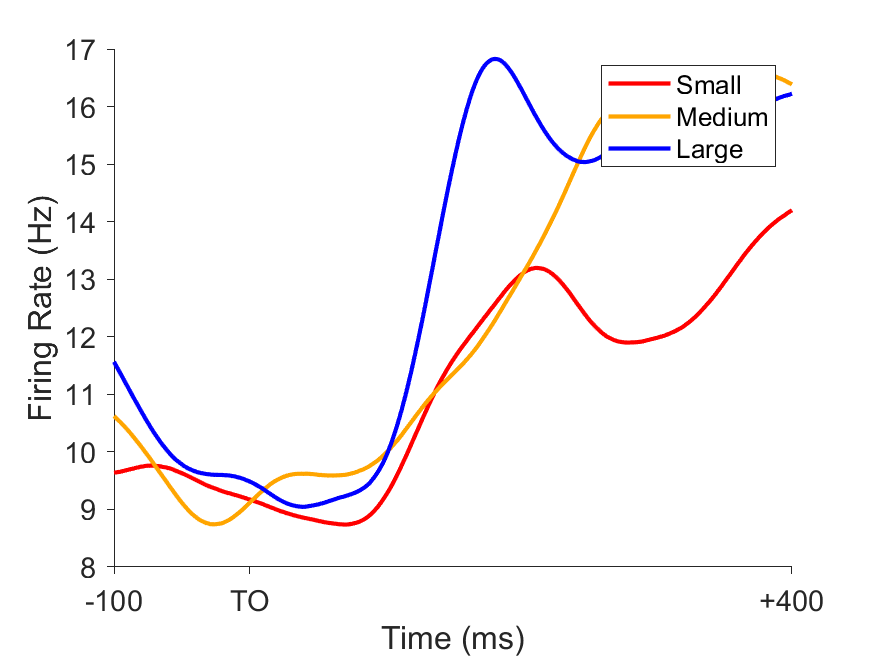 17
16
15
14
13
12
11
10
9
8
Firing Rate (Hz)
Small
Medium
Large
-100 TO +400
Time (ms)